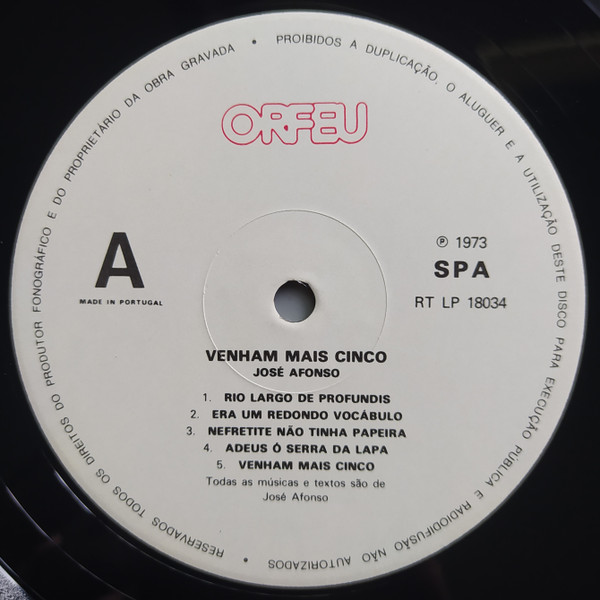 RESERVADOS TODOS OS DIREITOS DO PRODUTOR FONOGRÁFICO E DO PROPRIETÁRIO DA OBRA GRAVADA • PROIBIDOS A DUPLICAÇÃO, O ALUGUER E A UTILIZAÇÃO DESTE DISCO PARA EXECUÇÃO PÚBLICA E RADIODIFUSÃO NÃO AUTORIZADOS •
ORFEU
A
MADE IN PORTUGAL
℗ 1973
SPA
RT LP 18034
VENHAM MAIS CINCO
JOSÉ AFONSO
1. RIO LARGO DE PROFUNDIS
2. ERA UM REDONDO VOCÁBULO
3. NEFRETITE NÃO TINHA PAPEIRA
4. ADEUS Ó SERRA DA LAPA
5. VENHAM MAIS CINCO
Todas as músicas e textos são de
José Afonso